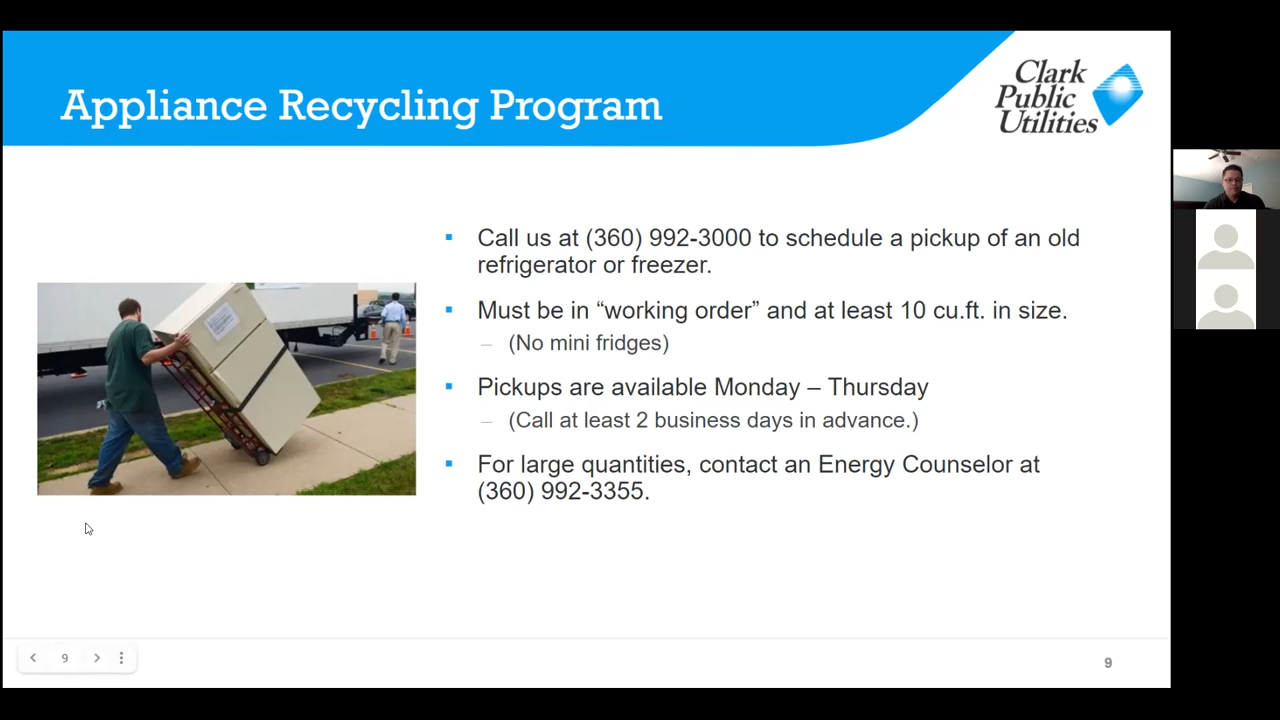 Appliance Recycling Program
Clark
Public
Utilities
Call us at (360) 992-3000 to schedule a pickup of an old
refrigerator or freezer.
Must be in “working order” and at least 10 cu.ft. in size.
(No mini fridges)
Pickups are available Monday – Thursday
(Call at least 2 business days in advance.)
For large quantities, contact an Energy Counselor at
(360) 992-3355.
9
9